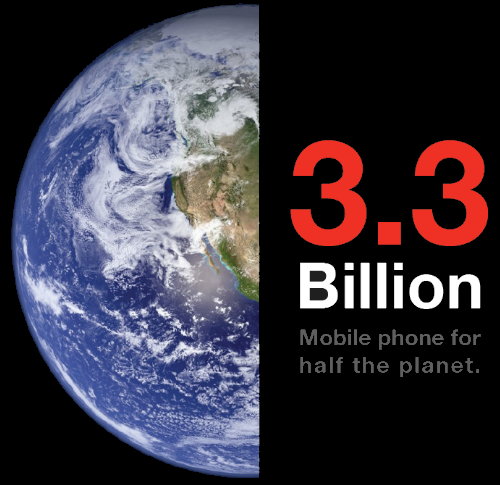 3.3
Billion
Mobile phone for
half the planet.